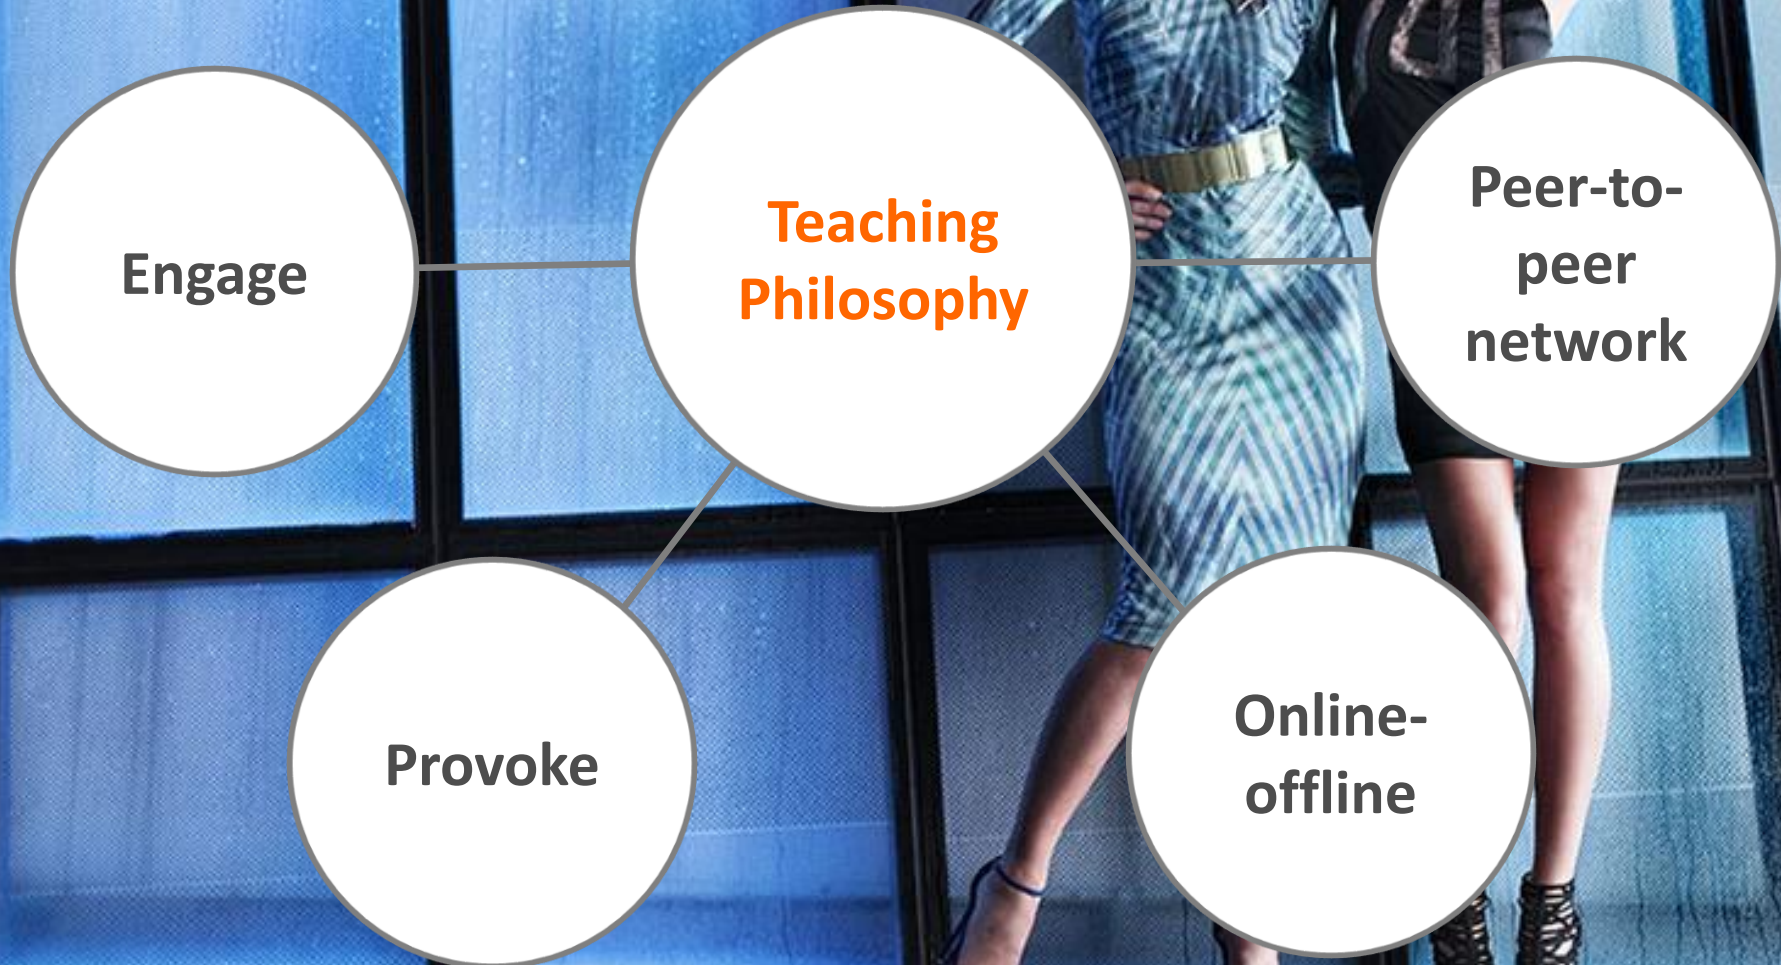 Teaching
Philosophy
Engage
Peer-to-
peer
network
Provoke
Online-
offline